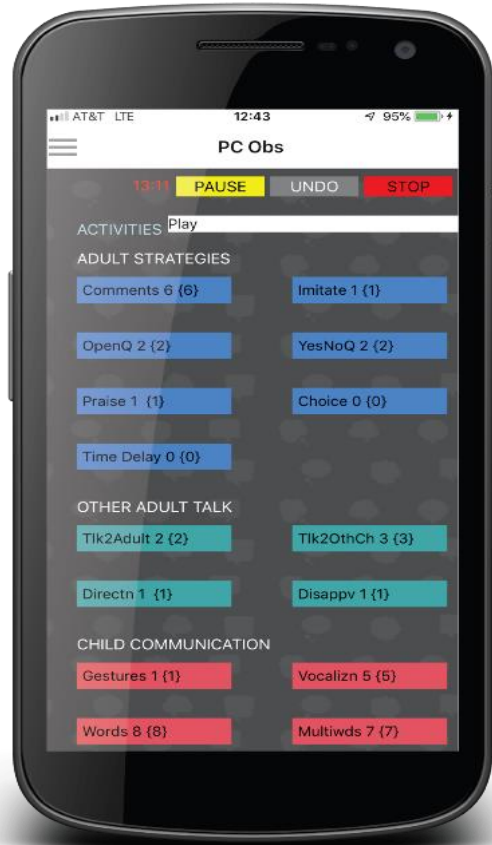 AT&T LTE 12:43 95%
PC Obs
13:11 PAUSE UNDO STOP
ACTIVITIES Play
ADULT STRATEGIES
Comments 6 {6} Imitate 1 {1}
OpenQ 2 {2} YesNoQ 2 {2}
Praise 1 {1} Choice 0 {0}
Time Delay 0 {0}
OTHER ADULT TALK
Tlk2Adult 2 {2} Tlk2OthCh 3 {3}
Directn 1 {1} Disappv 1 {1}
CHILD COMMUNICATION
Gestures 1 {1} Vocalizn 5 {5}
Words 8 {8} Multiwds 7 {7}